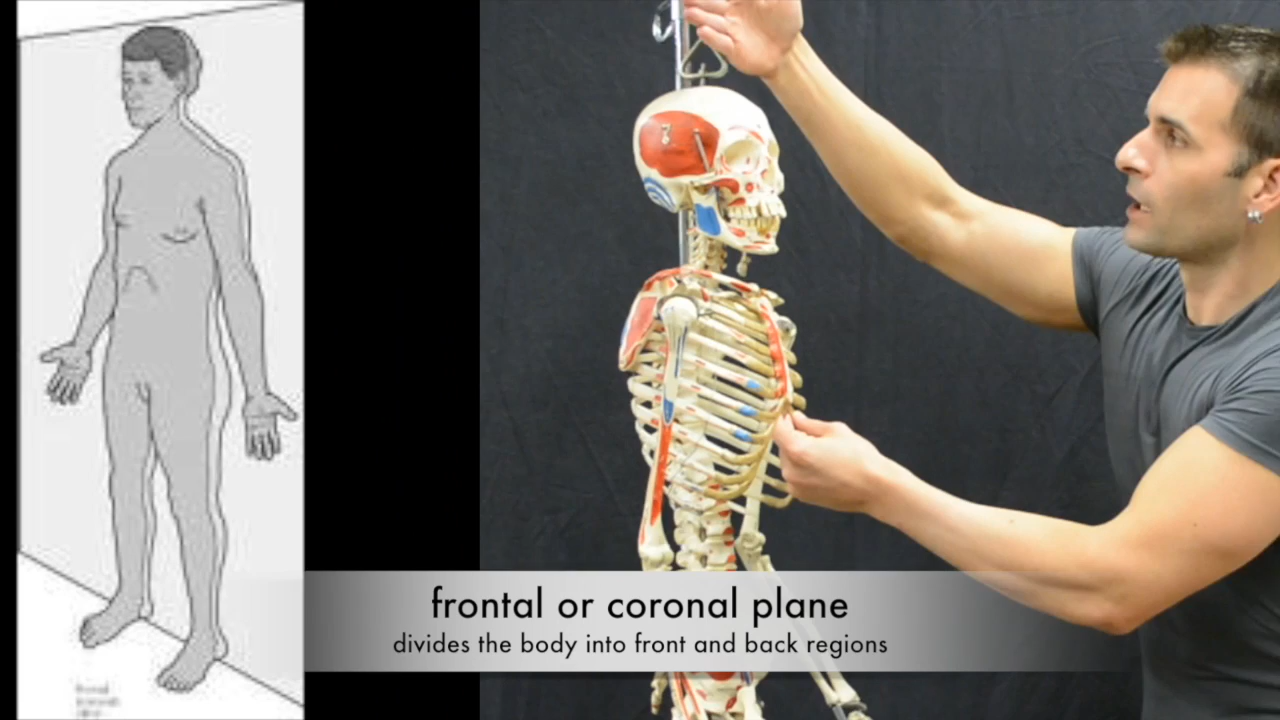 frontal or coronal plane
divides the body into front and back regions